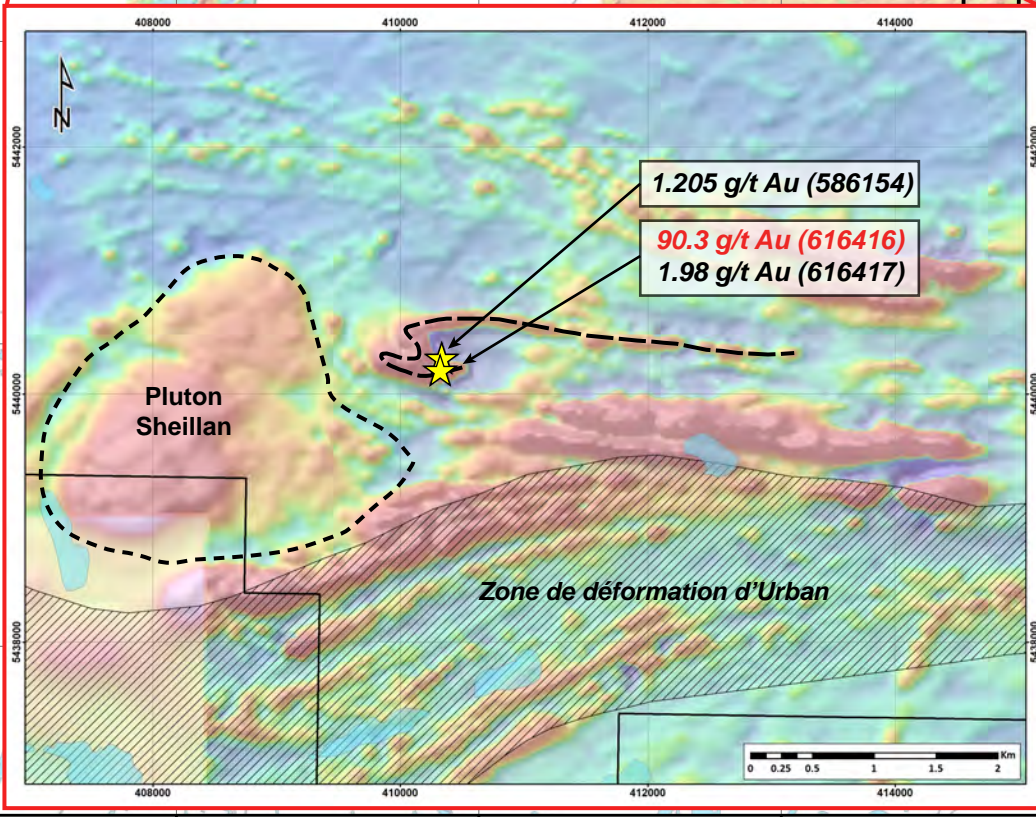 408000 410000 412000 414000
N
5442000 5442000
1.205 g/t Au (586154)
90.3 g/t Au (616416)
1.98 g/t Au (616417)
5440000 5440000
Pluton
Sheillan
Zone de déformation d'Urban
5438000 5438000
Km
0 0.25 0.5 1 1.5 2
408000 410000 412000 414000